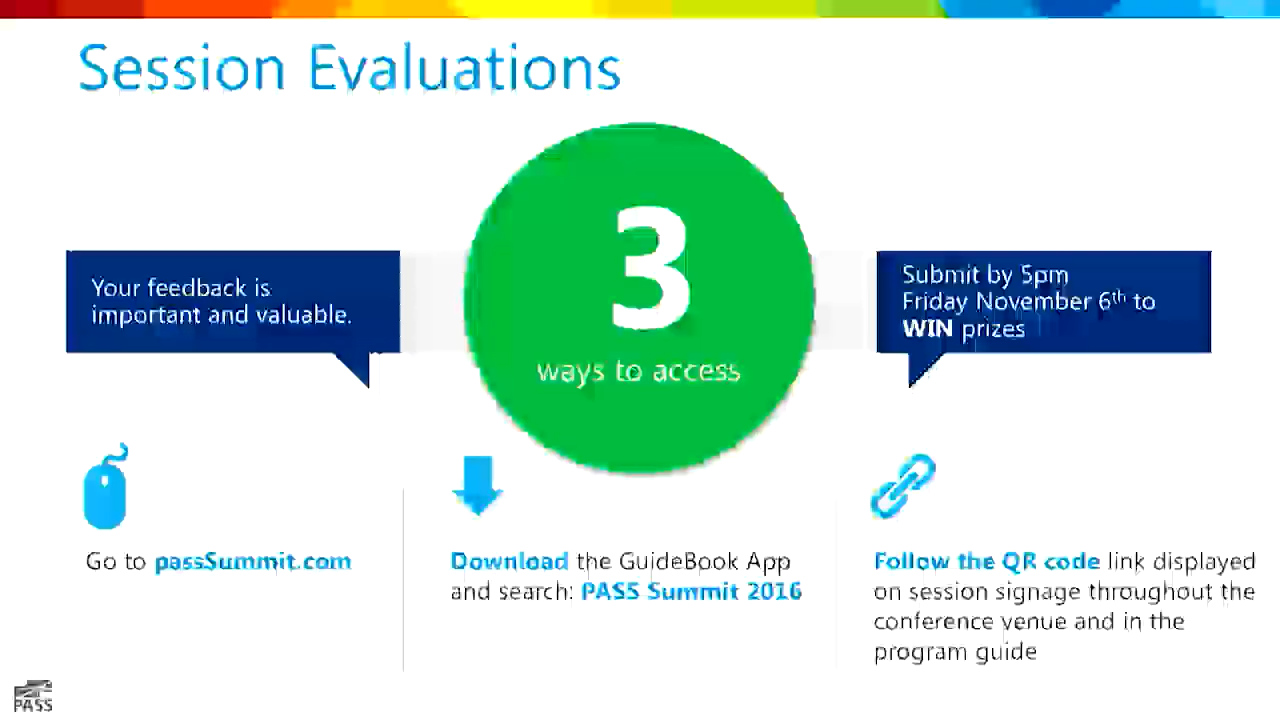 Session Evaluations
3
ways to access
Your feedback is
important and valuable.
Submit by 5pm
Friday November 6th to
WIN prizes
Go to passSummit.com
Download the GuideBook App
and search: PASS Summit 2016
Follow the QR code link displayed
on session signage throughout the
conference venue and in the
program guide
PASS